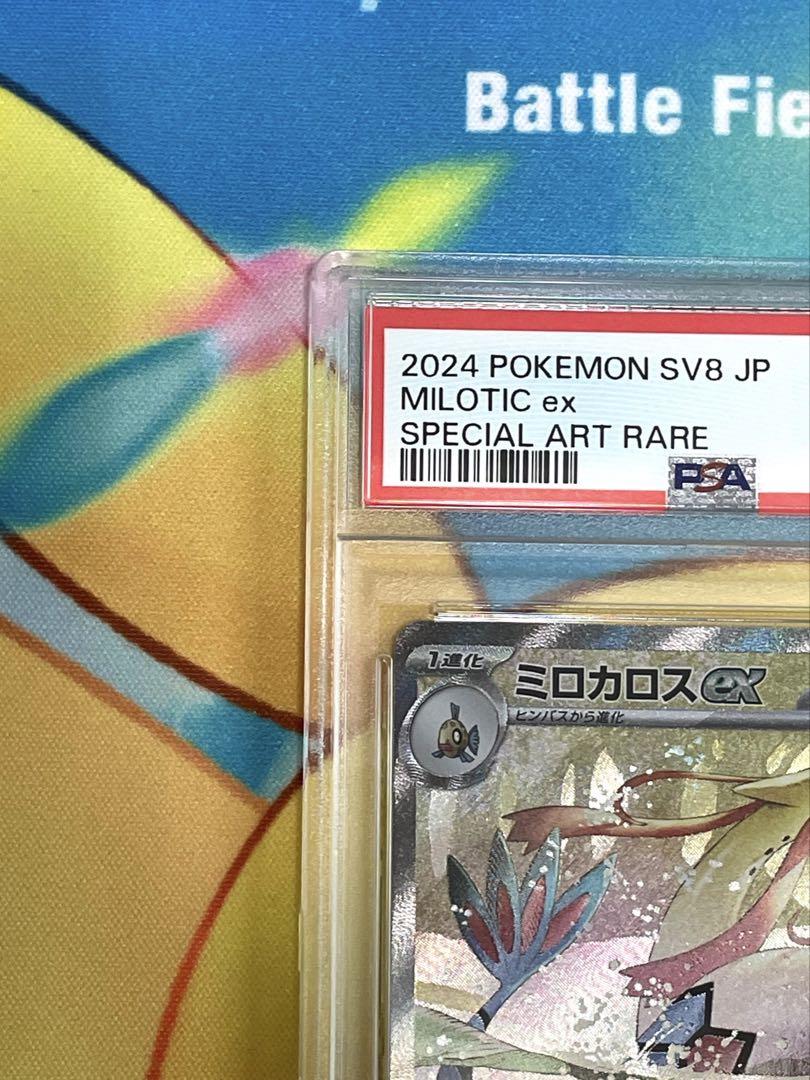 Battle Fie
2024 POKEMON SV8 JP
MILOTIC ex
SPECIAL ART RARE
PSA
1進化
ミロカロスex
ヒンバスから進化